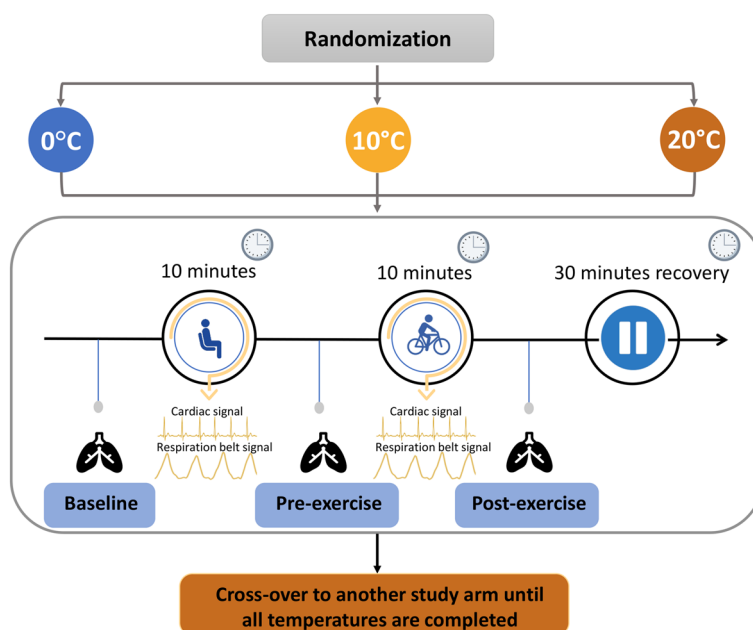 Randomization
0°C
10°C
20°C
10 minutes
10 minutes
30 minutes recovery
Cardiac signal
Respiration belt signal
Cardiac signal
Respiration belt signal
Baseline
Pre-exercise
Post-exercise
Cross-over to another study arm until
all temperatures are completed